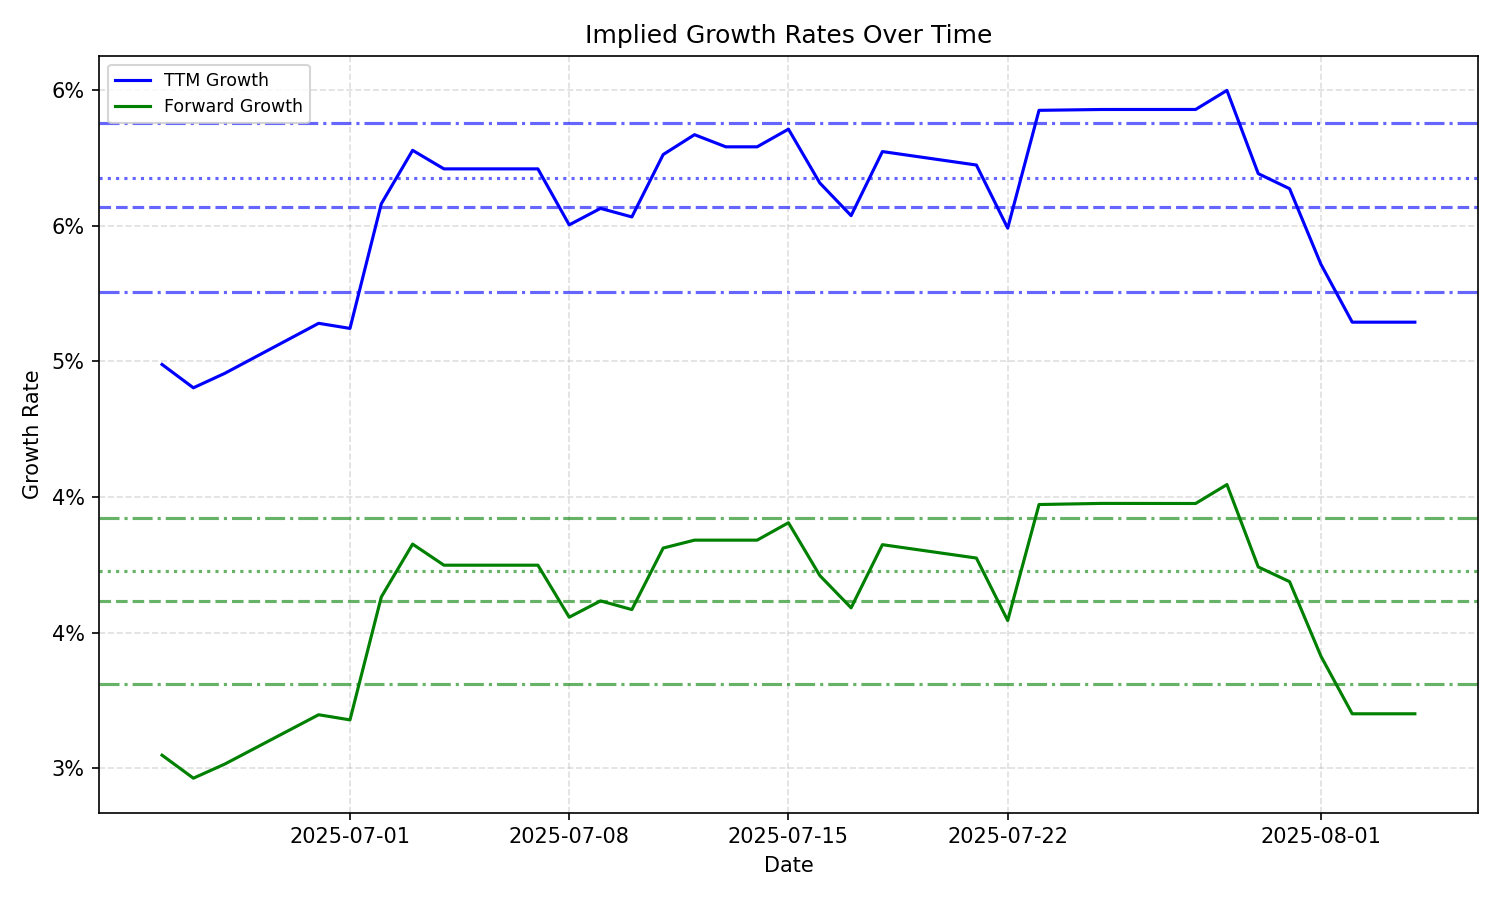 Implied Growth Rates Over Time
TTM Growth
Forward Growth
6%
6%
5%
4%
4%
3%
Growth Rate
2025-07-01
2025-07-08
2025-07-15
2025-07-22
2025-08-01
Date